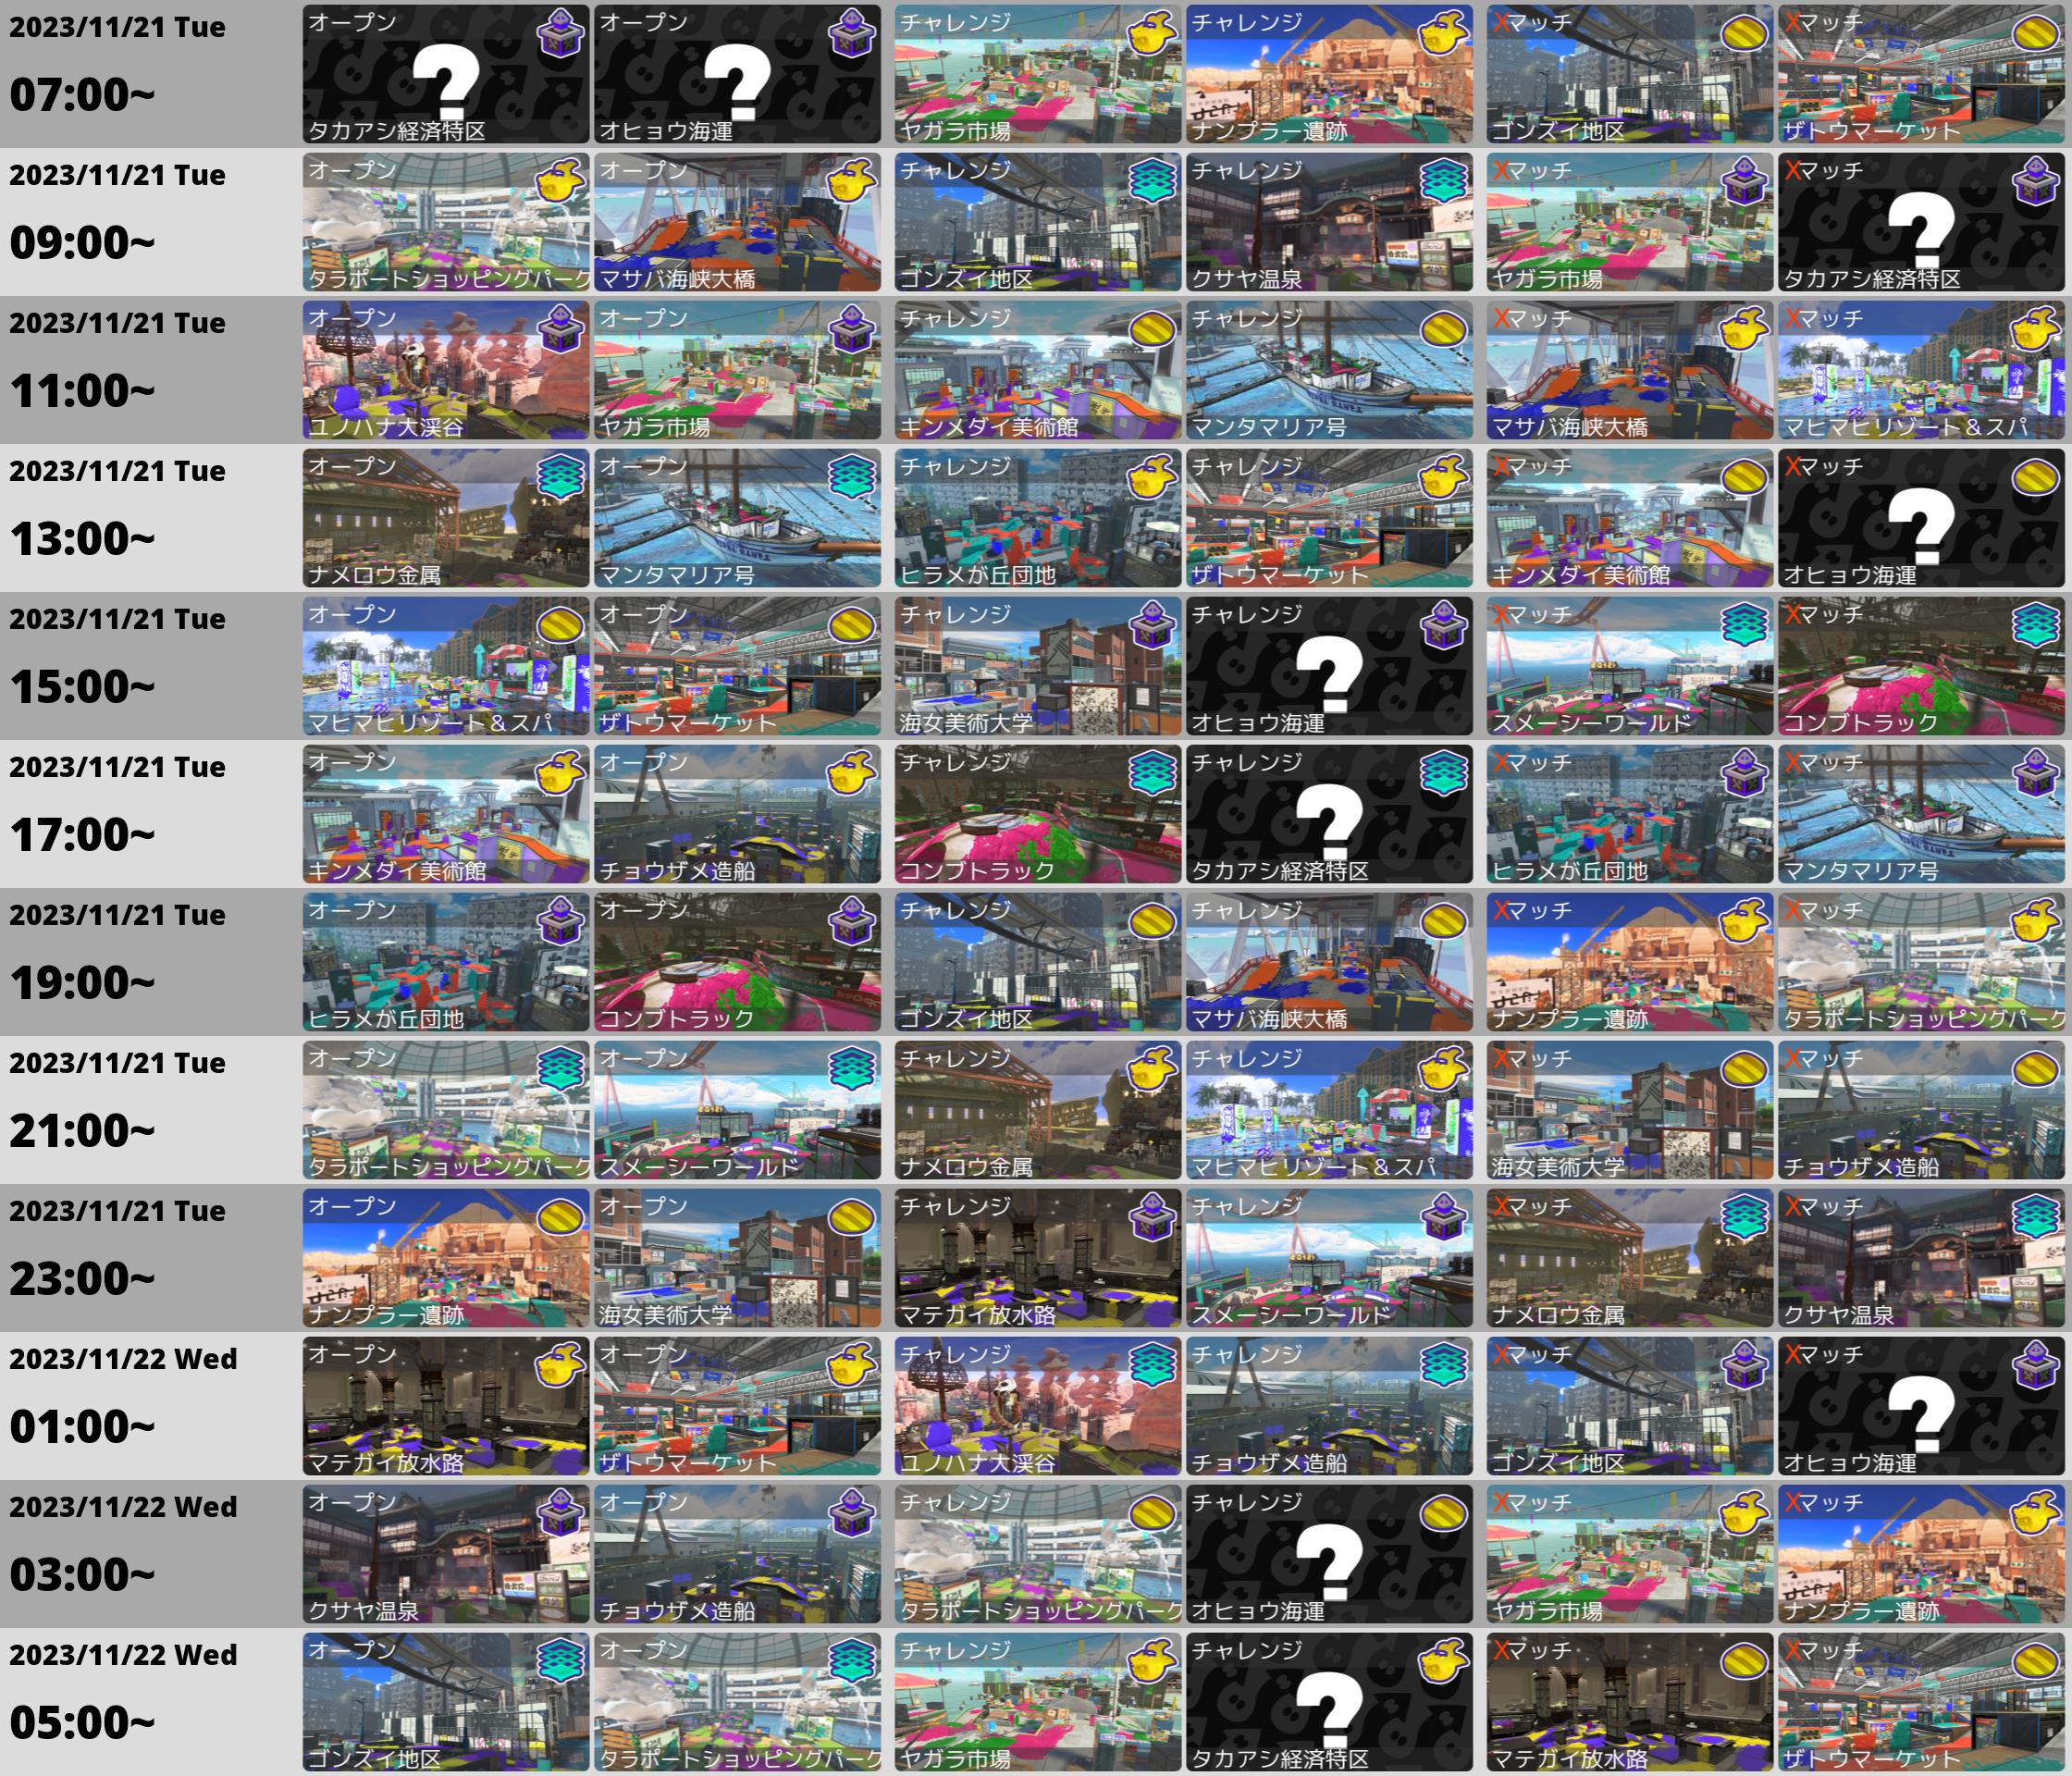 2023/11/21 Tue
07:00~
オープン オープン チャレンジ チャレンジ Xマッチ Xマッチ
タカアシ経済特区 オヒョウ海運 ヤガラ市場 ナンプラー遺跡 ゴンズイ地区 ザトウマーケット
2023/11/21 Tue
09:00~
オープン オープン チャレンジ チャレンジ Xマッチ Xマッチ
タラポートショッピングパーク マサバ海峡大橋 ゴンズイ地区 クサヤ温泉 ヤガラ市場 タカアシ経済特区
2023/11/21 Tue
11:00~
オープン オープン チャレンジ チャレンジ Xマッチ Xマッチ
ユノハナ大渓谷 ヤガラ市場 キンメダイ美術館 マンタマリア号 マサバ海峡大橋 マヒマヒリゾート＆スパ
2023/11/21 Tue
13:00~
オープン オープン チャレンジ チャレンジ Xマッチ Xマッチ
ナメロウ金属 マンタマリア号 ヒラメが丘団地 ザトウマーケット キンメダイ美術館 オヒョウ海運
2023/11/21 Tue
15:00~
オープン オープン チャレンジ チャレンジ Xマッチ Xマッチ
マヒマヒリゾート＆スパ ザトウマーケット 海女美術大学 オヒョウ海運 スメーシーワールド コンブトラック
2023/11/21 Tue
17:00~
オープン オープン チャレンジ チャレンジ Xマッチ Xマッチ
キンメダイ美術館 チョウザメ造船 コンブトラック タカアシ経済特区 ヒラメが丘団地 マンタマリア号
2023/11/21 Tue
19:00~
オープン オープン チャレンジ チャレンジ Xマッチ Xマッチ
ヒラメが丘団地 コンブトラック ゴンズイ地区 マサバ海峡大橋 ナンプラー遺跡 タラポートショッピングパーク
2023/11/21 Tue
21:00~
オープン オープン チャレンジ チャレンジ Xマッチ Xマッチ
タラポートショッピングパーク スメーシーワールド ナメロウ金属 マヒマヒリゾート＆スパ 海女美術大学 チョウザメ造船
2023/11/21 Tue
23:00~
オープン オープン チャレンジ チャレンジ Xマッチ Xマッチ
ナンプラー遺跡 海女美術大学 マテガイ放水路 スメーシーワールド ナメロウ金属 クサヤ温泉
2023/11/22 Wed
01:00~
オープン オープン チャレンジ チャレンジ Xマッチ Xマッチ
マテガイ放水路 ザトウマーケット ユノハナ大渓谷 チョウザメ造船 ゴンズイ地区 オヒョウ海運
2023/11/22 Wed
03:00~
オープン オープン チャレンジ チャレンジ Xマッチ Xマッチ
クサヤ温泉 チョウザメ造船 タラポートショッピングパーク オヒョウ海運 ヤガラ市場 ナンプラー遺跡
2023/11/22 Wed
05:00~
オープン オープン チャレンジ チャレンジ Xマッチ Xマッチ
ゴンズイ地区 タラポートショッピングパーク ヤガラ市場 タカアシ経済特区 マテガイ放水路 ザトウマーケット